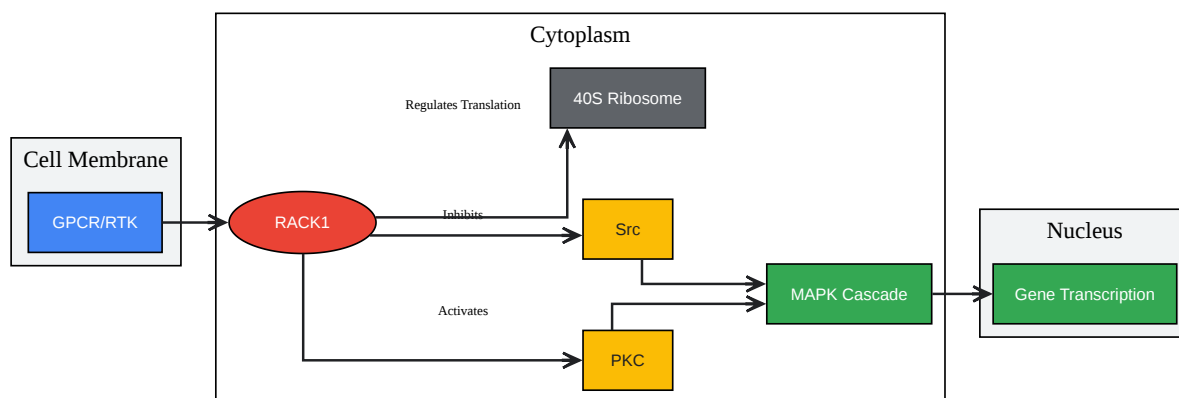 Cytoplasm
40S Ribosome
Regulates Translation
Cell Membrane
GPCR/RTK
RACK1
Inhibits
Src
Nucleus
MAPK Cascade
Gene Transcription
Activates
PKC